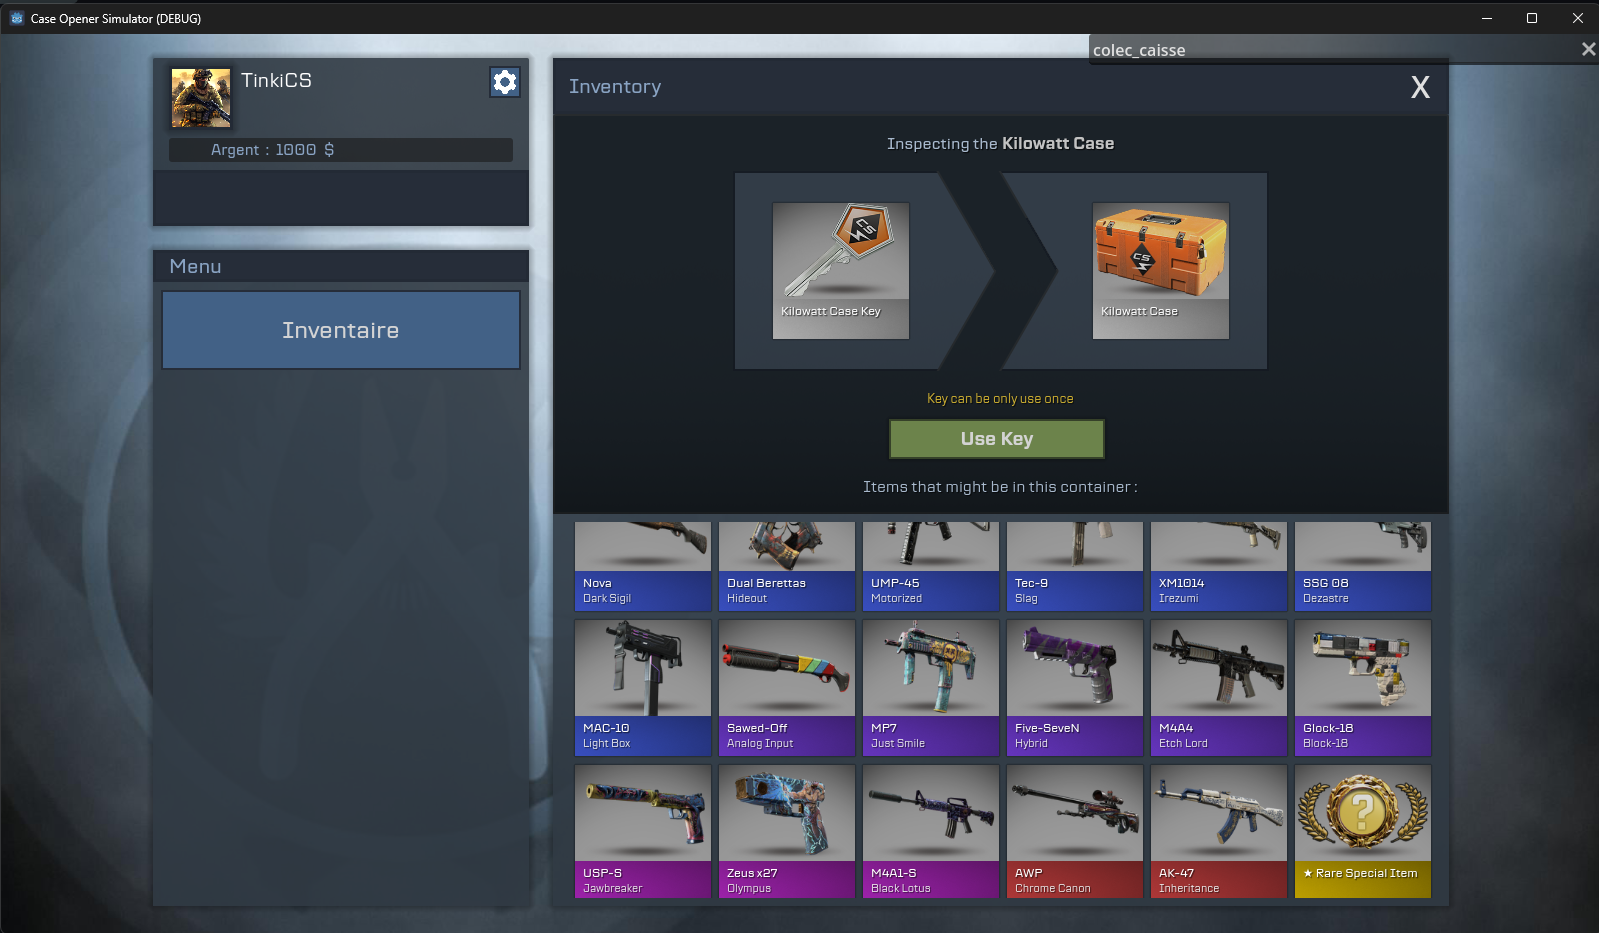 Case Opener Simulator (DEBUG)
colec_caisse
TinkiCS
Argent : 1000 $
Menu
Inventaire
Inventory
X
Inspecting the Kilowatt Case
CS
CS
Kilowatt Case Key
Kilowatt Case
Key can be only use once
Use Key
Items that might be in this container :
Nova
Dark Sigil
Dual Berettas
Hideout
UMP-45
Motorized
Tec-9
Slag
XM1014
Irezumi
SSG 08
Dezastre
MAC-10
Light Box
Sawed-Off
Analog Input
MP7
Just Smile
Five-SeveN
Hybrid
M4A4
Etch Lord
Glock-18
Block-18
USP-S
Jawbreaker
Zeus x27
Olympus
M4A1-S
Black Lotus
AWP
Chrome Canon
AK-47
Inheritance
?
★ Rare Special Item